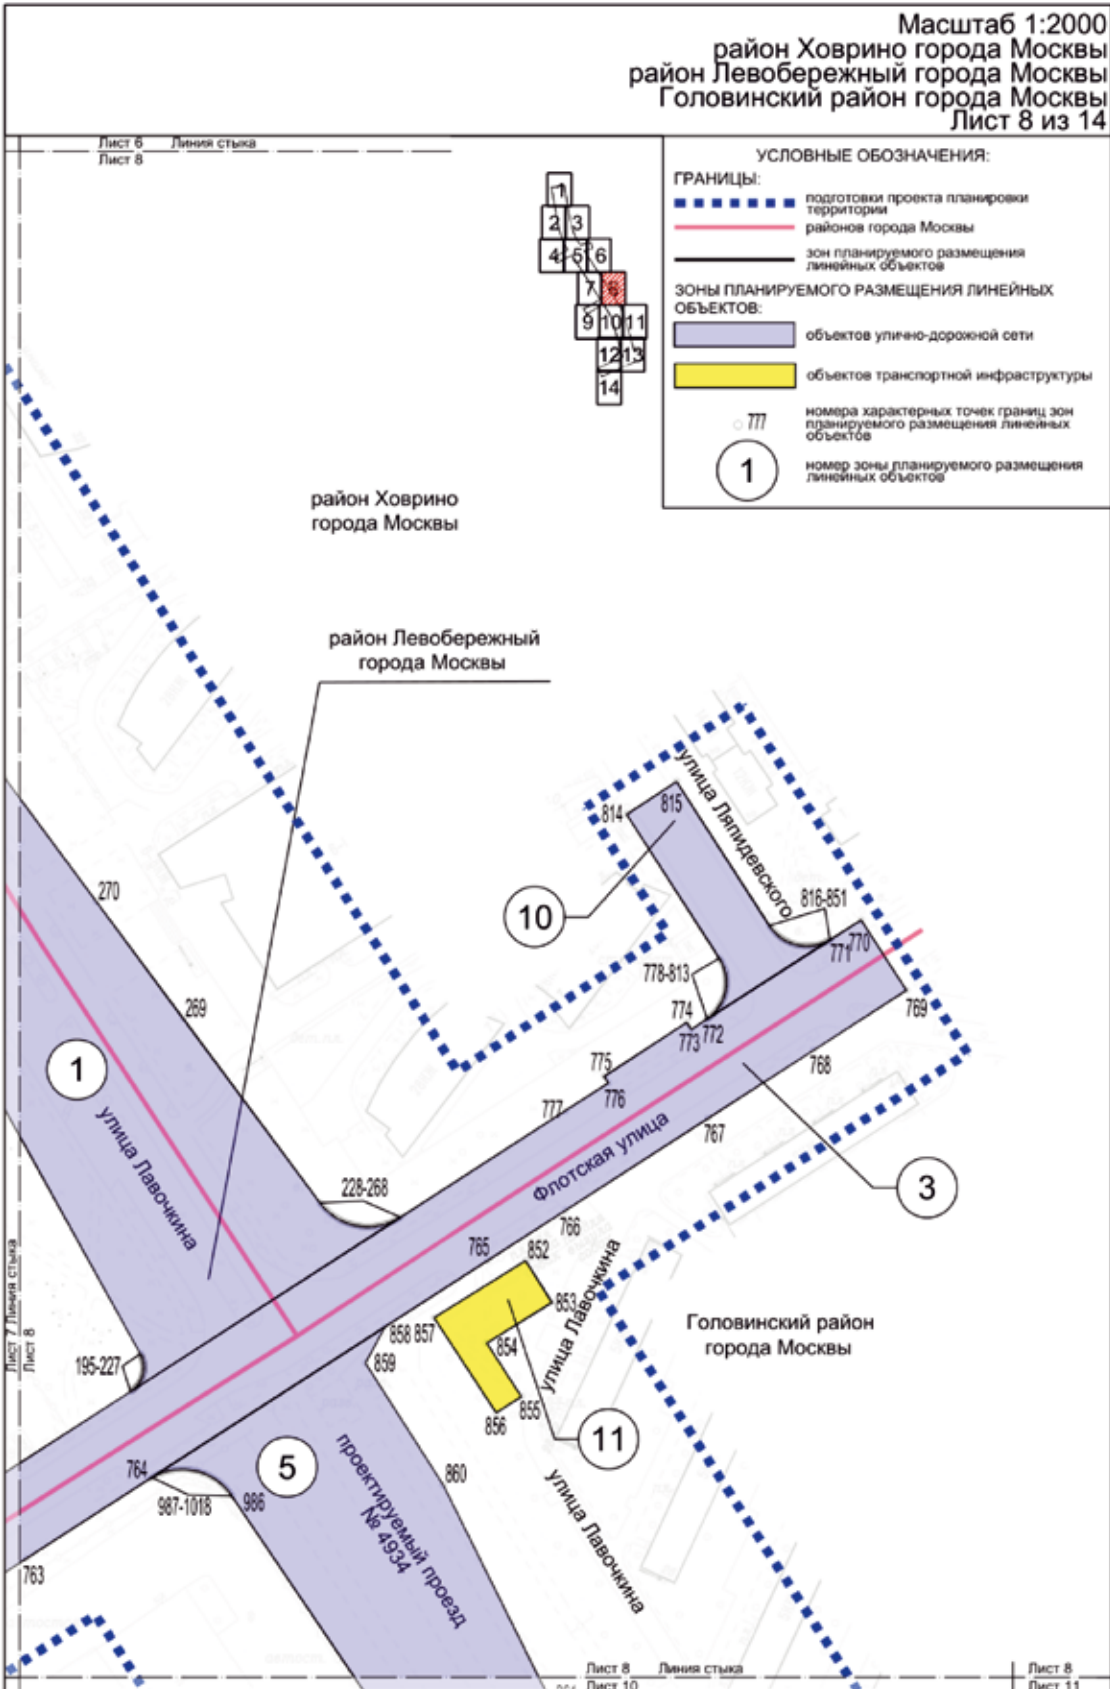 Масштаб 1:2000
район Ховрино города Москвы
район Левобережный города Москвы
Головинский район города Москвы
Лист 8 из 14
Лист 6 Линия стыка
Лист 8
УСЛОВНЫЕ ОБОЗНАЧЕНИЯ:
ГРАНИЦЫ:
подготовки проекта планировки
территории
районов города Москвы
зон планируемого размещения
линейных объектов
ЗОНЫ ПЛАНИРУЕМОГО РАЗМЕЩЕНИЯ ЛИНЕЙНЫХ
ОБЪЕКТОВ:
объектов улично-дорожной сети
объектов транспортной инфраструктуры
777
номера характерных точек границ зон
планируемого размещения линейных
объектов
1
номер зоны планируемого размещения
линейных объектов
1
2 3
4 5 6
7 8
9 10 11
12 13
14
район Ховрино
города Москвы
район Левобережный
города Москвы
814
815
улица Ляпидевского
816-851
10
771 770
778-813
774
773 772
769
768
775
776
777
767
270
269
1
улица Лавочкина
228-268
Флотская улица
3
766
765
852
853
улица Лавочкина
854
855
856
858 857
859
11
Головинский район
города Москвы
Лист 7 Линия стыка
Лист 8
195-227
764
987-1018
986
5
проектируемый проезд
№ 4934
860
улица Лавочкина
763
Лист 8 Линия стыка
Лист 10
Лист 8
Лист 11